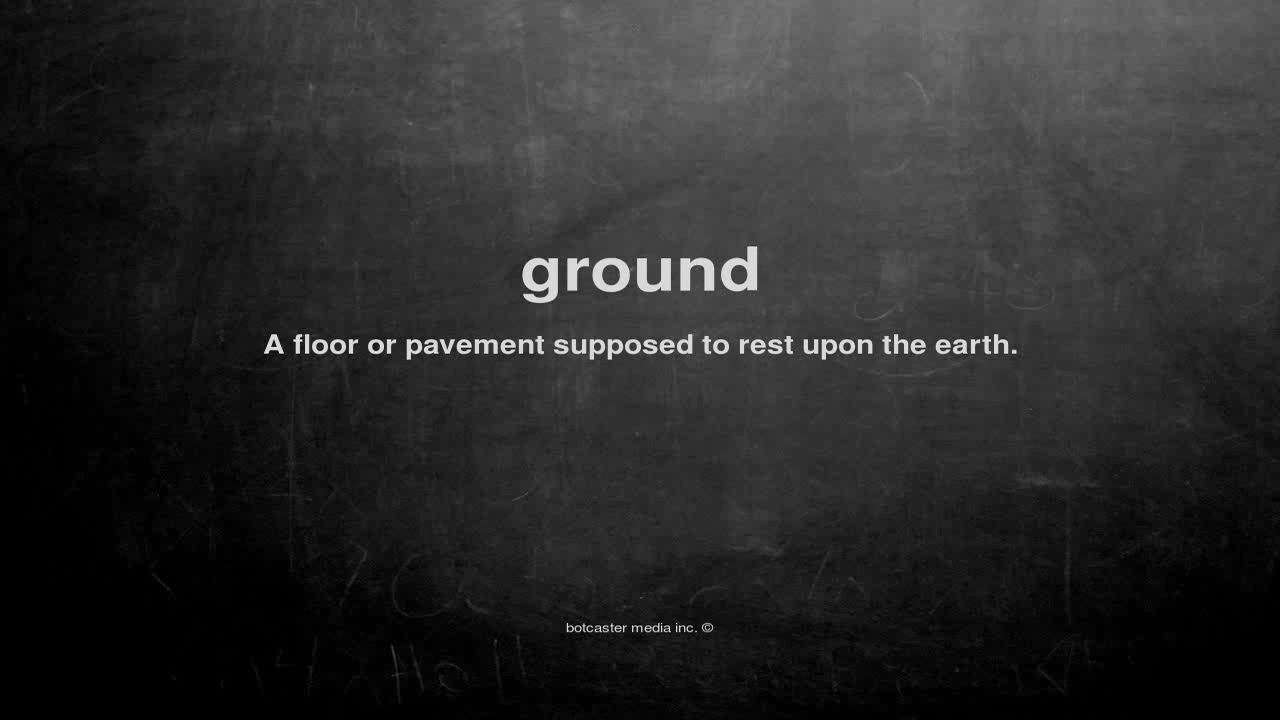 ground
A floor or pavement supposed to rest upon the earth.
botcaster media inc. ©